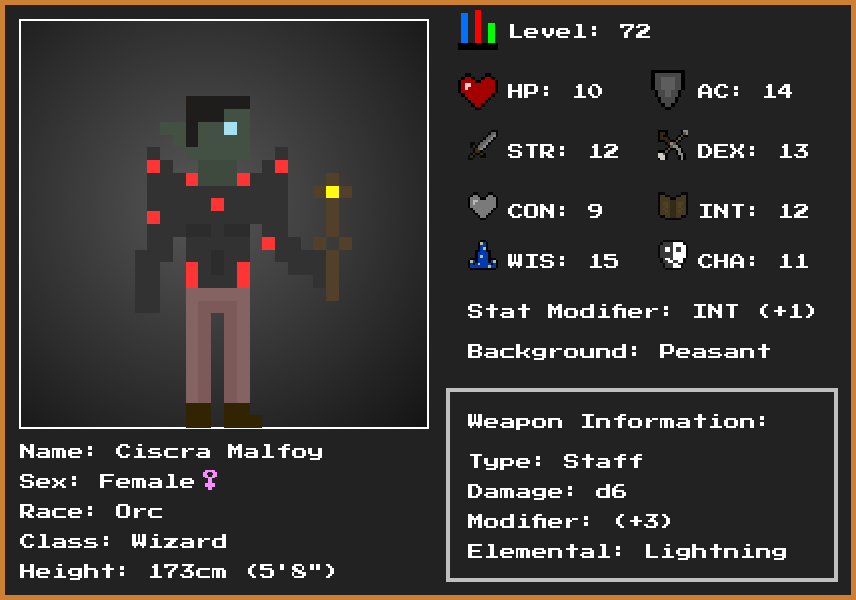 Level: 72
HP: 10
AC: 14
STR: 12
DEX: 13
CON: 9
INT: 12
WIS: 15
CHA: 11
Stat Modifier: INT (+1)
Background: Peasant
Weapon Information:
Type: Staff
Damage: d6
Modifier: (+3)
Elemental: Lightning
Name: Ciscra Malfoy
Sex: Female♀
Race: Orc
Class: Wizard
Height: 173cm (5'8")